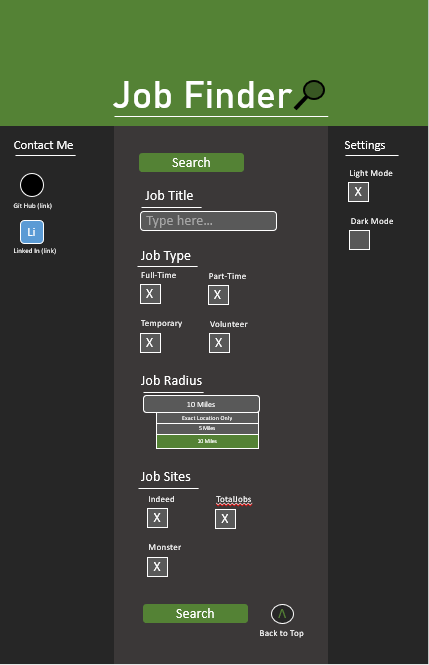 Job Finder
Contact Me
Git Hub (link)
Li
Linked In (link)
Search
Job Title
Type here...
Job Type
Full-Time Part-Time
X X
Temporary Volunteer
X X
Job Radius
10 Miles
Exact Location Only
5 Miles
10 Miles
Job Sites
Indeed TotalJobs
X X
Monster
X
Search
Λ
Back to Top
Settings
Light Mode
X
Dark Mode